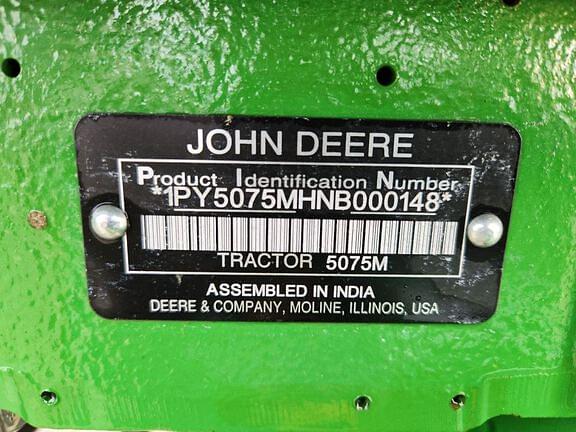 JOHN DEERE
Product Identification Number
*1PY5075MHNB000148*
TRACTOR 5075M
ASSEMBLED IN INDIA
DEERE & COMPANY, MOLINE, ILLINOIS, USA